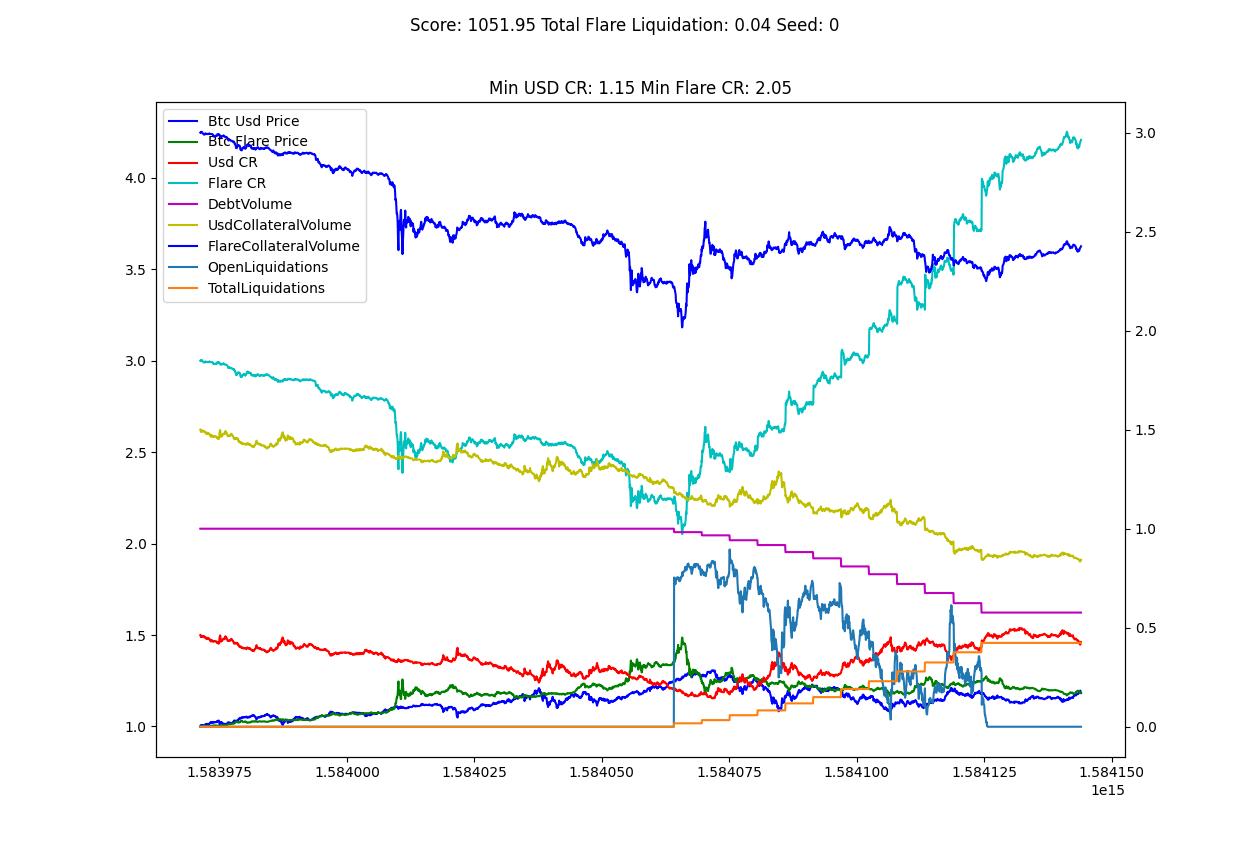 Score: 1051.95 Total Flare Liquidation: 0.04 Seed: 0
Min USD CR: 1.15 Min Flare CR: 2.05
Btc Usd Price
Btc Flare Price
Usd CR
Flare CR
DebtVolume
UsdCollateralVolume
FlareCollateralVolume
OpenLiquidations
TotalLiquidations
4.0
3.5
3.0
2.5
2.0
1.5
1.0
3.0
2.5
2.0
1.5
1.0
0.5
0.0
1.583975 1.584000 1.584025 1.584050 1.584075 1.584100 1.584125 1.584150
1e15